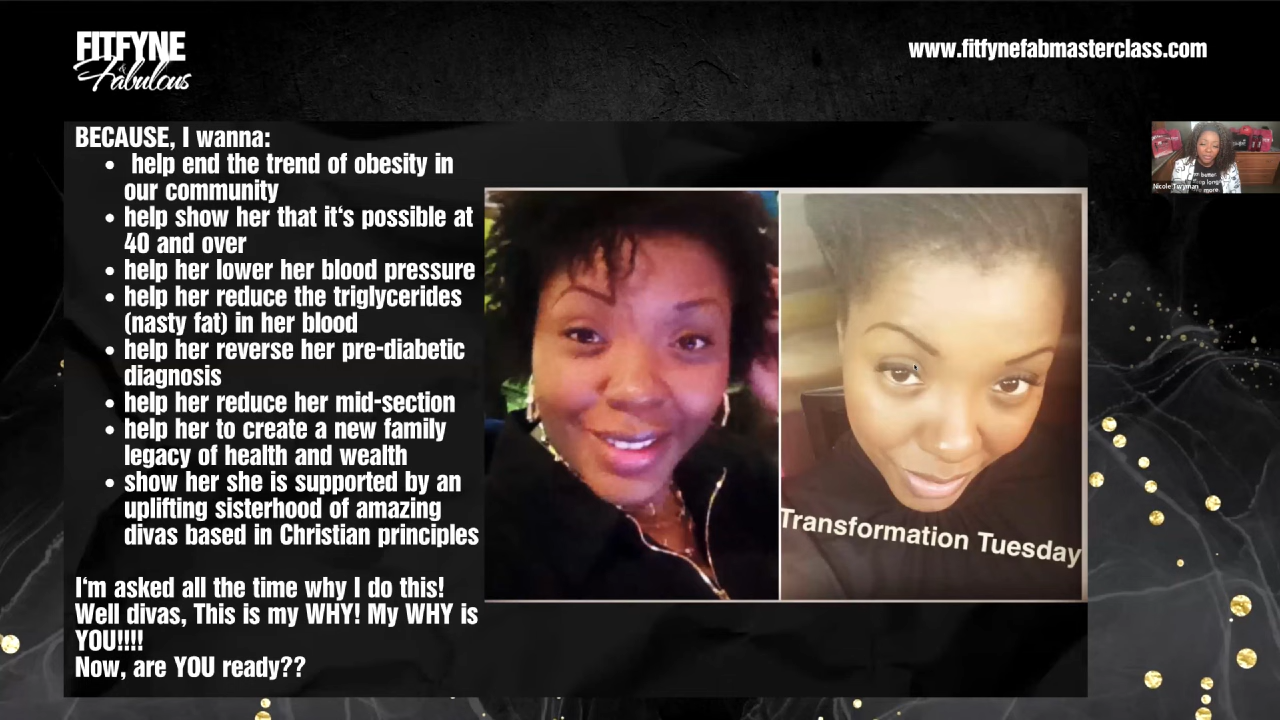 FITFYNE
&
Fabulous
www.fitfynefabmasterclass.com
BECAUSE, I wanna:
• help end the trend of obesity in
our community
• help show her that it's possible at
40 and over
• help her lower her blood pressure
• help her reduce the triglycerides
(nasty fat) in her blood
• help her reverse her pre-diabetic
diagnosis
• help her reduce her mid-section
• help her to create a new family
legacy of health and wealth
• show her she is supported by an
uplifting sisterhood of amazing
divas based in Christian principles
I'm asked all the time why I do this!
Well divas, This is my WHY! My WHY is
YOU!!!!
Now, are YOU ready??
Transformation Tuesday
butter
long
more
Nicole Twyman